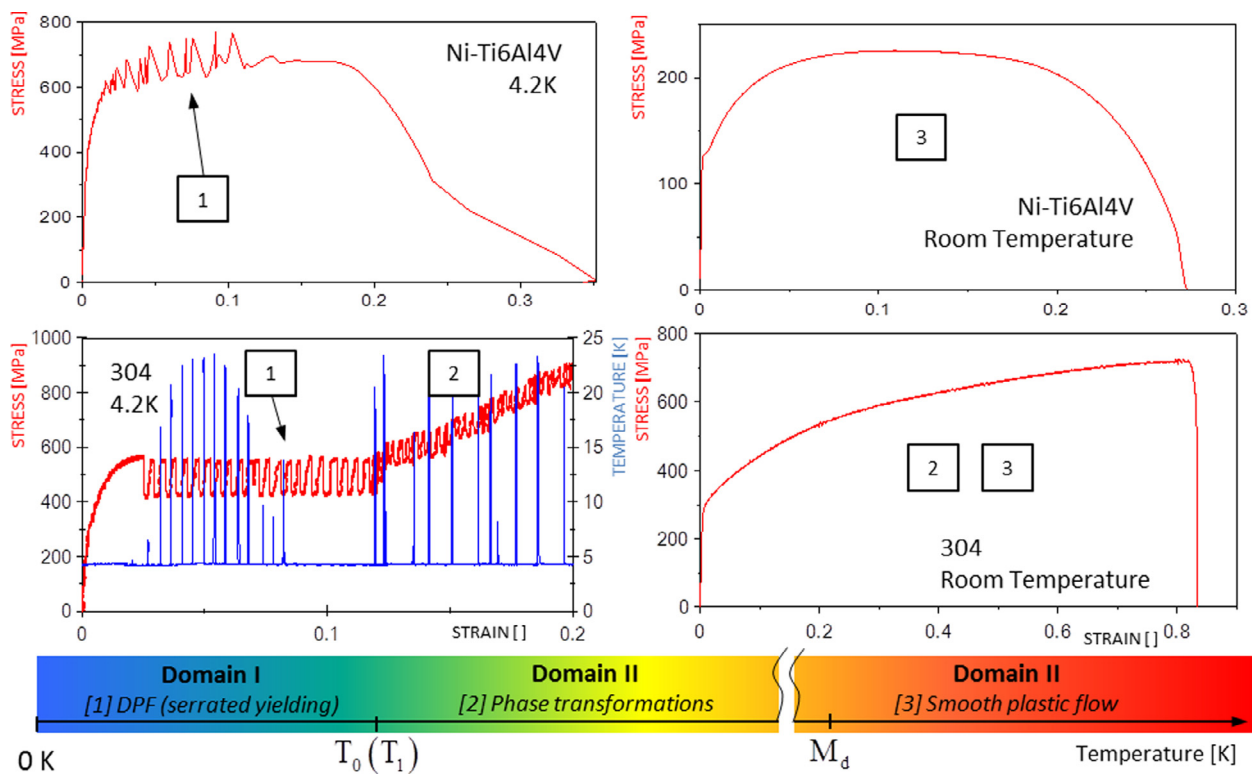 STRESS [MPa]
800
600
400
200
0
0
0.1
0.2
0.3
Ni-Ti6Al4V
4.2K
1
STRESS [MPa]
200
100
0
0
0.1
0.2
0.3
3
Ni-Ti6Al4V
Room Temperature
STRESS [MPa]
1000
800
600
400
200
0
0
0.1
STRAIN [ ]
0.2
304
4.2K
1
2
25
20
15
10
5
0
TEMPERATURE [K]
STRESS [MPa]
800
600
400
200
0
0
0.2
0.4
0.6
STRAIN [ ]
0.8
2
3
304
Room Temperature
Domain I
[1] DPF (serrated yielding)
Domain II
[2] Phase transformations
Domain II
[3] Smooth plastic flow
0 K
T0 (T1)
Md
Temperature [K]